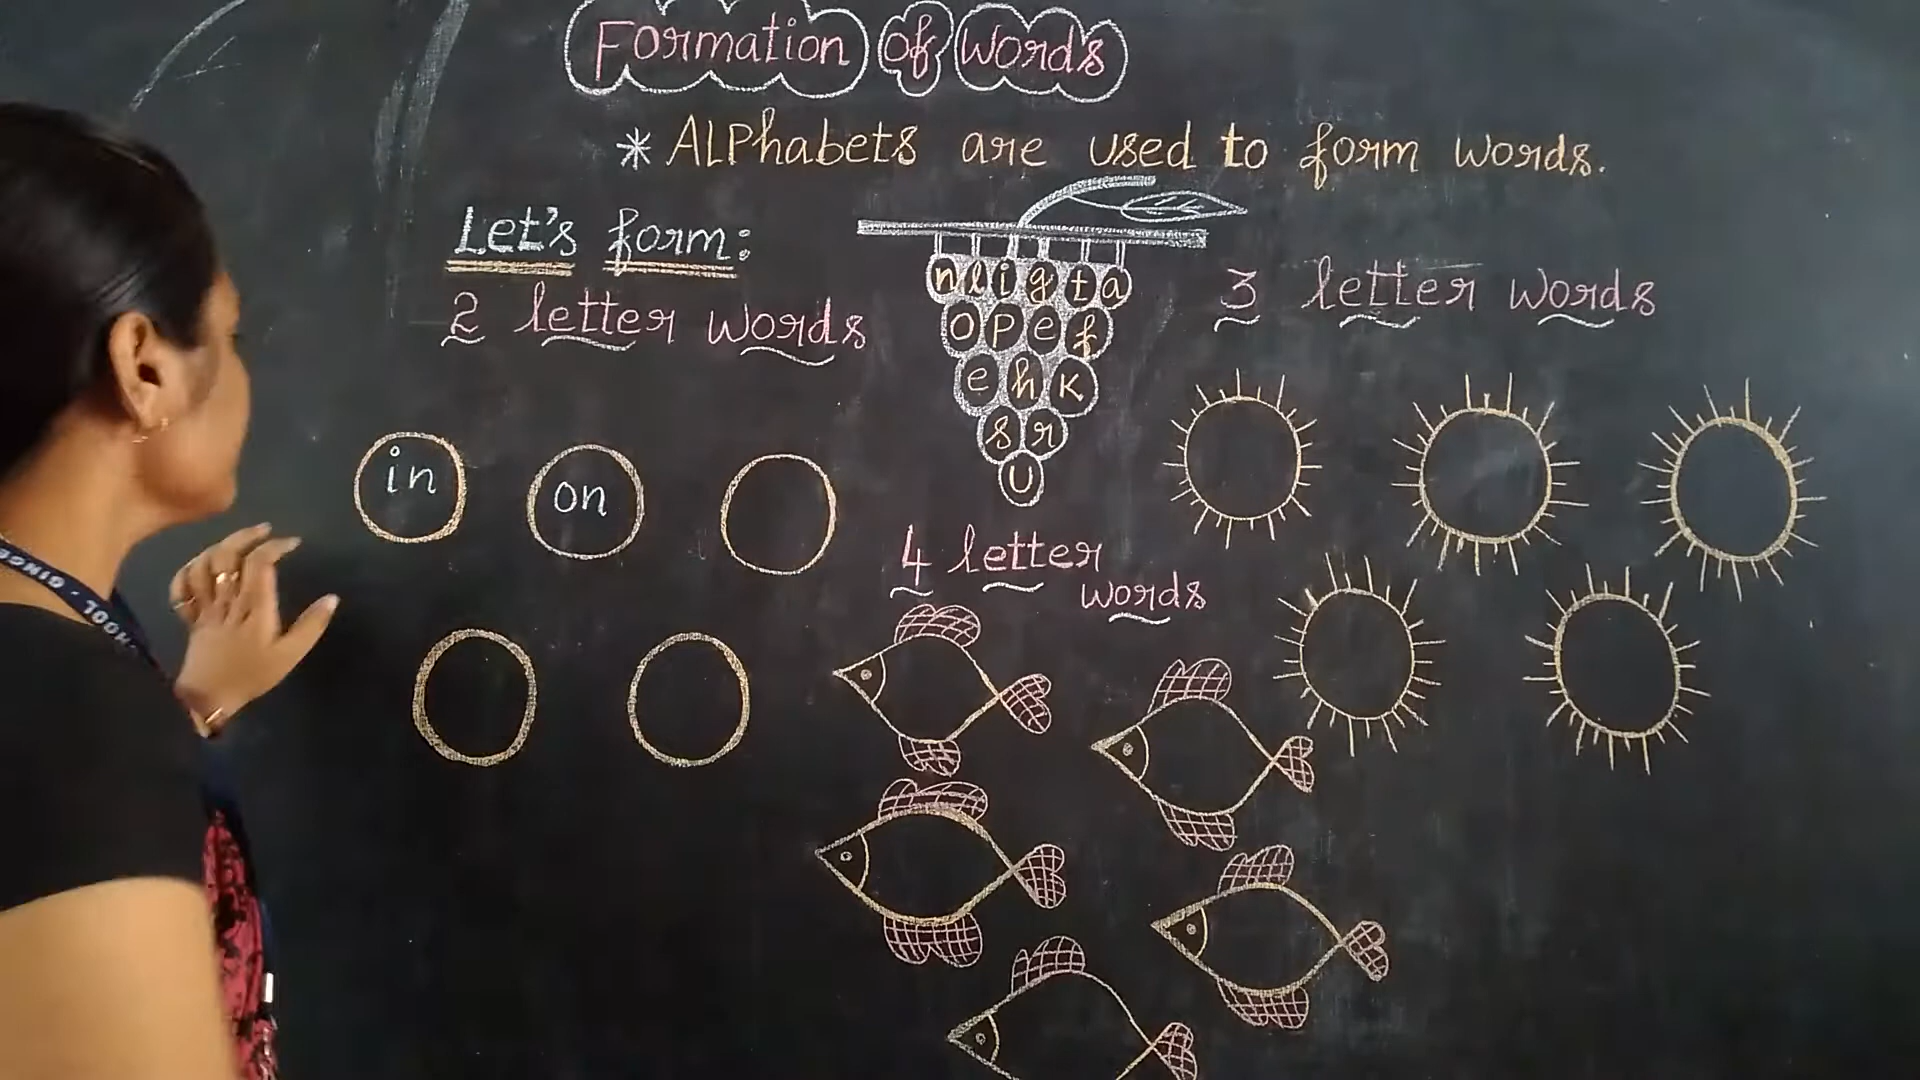 Formation of Words
* ALPhabets are used to form words.
Let's form:
2 letter words
n l i g t a
o p e f
e h K
s r
U
3 letter words
in
on
4 letter
words